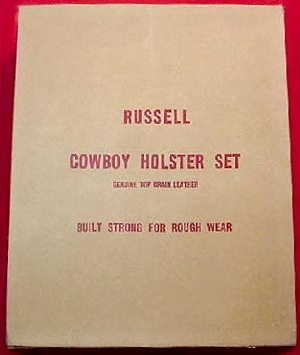 RUSSELL
COWBOY HOLSTER SET
GENUINE TOP GRAIN LEATHER
BUILT STRONG FOR ROUGH WEAR